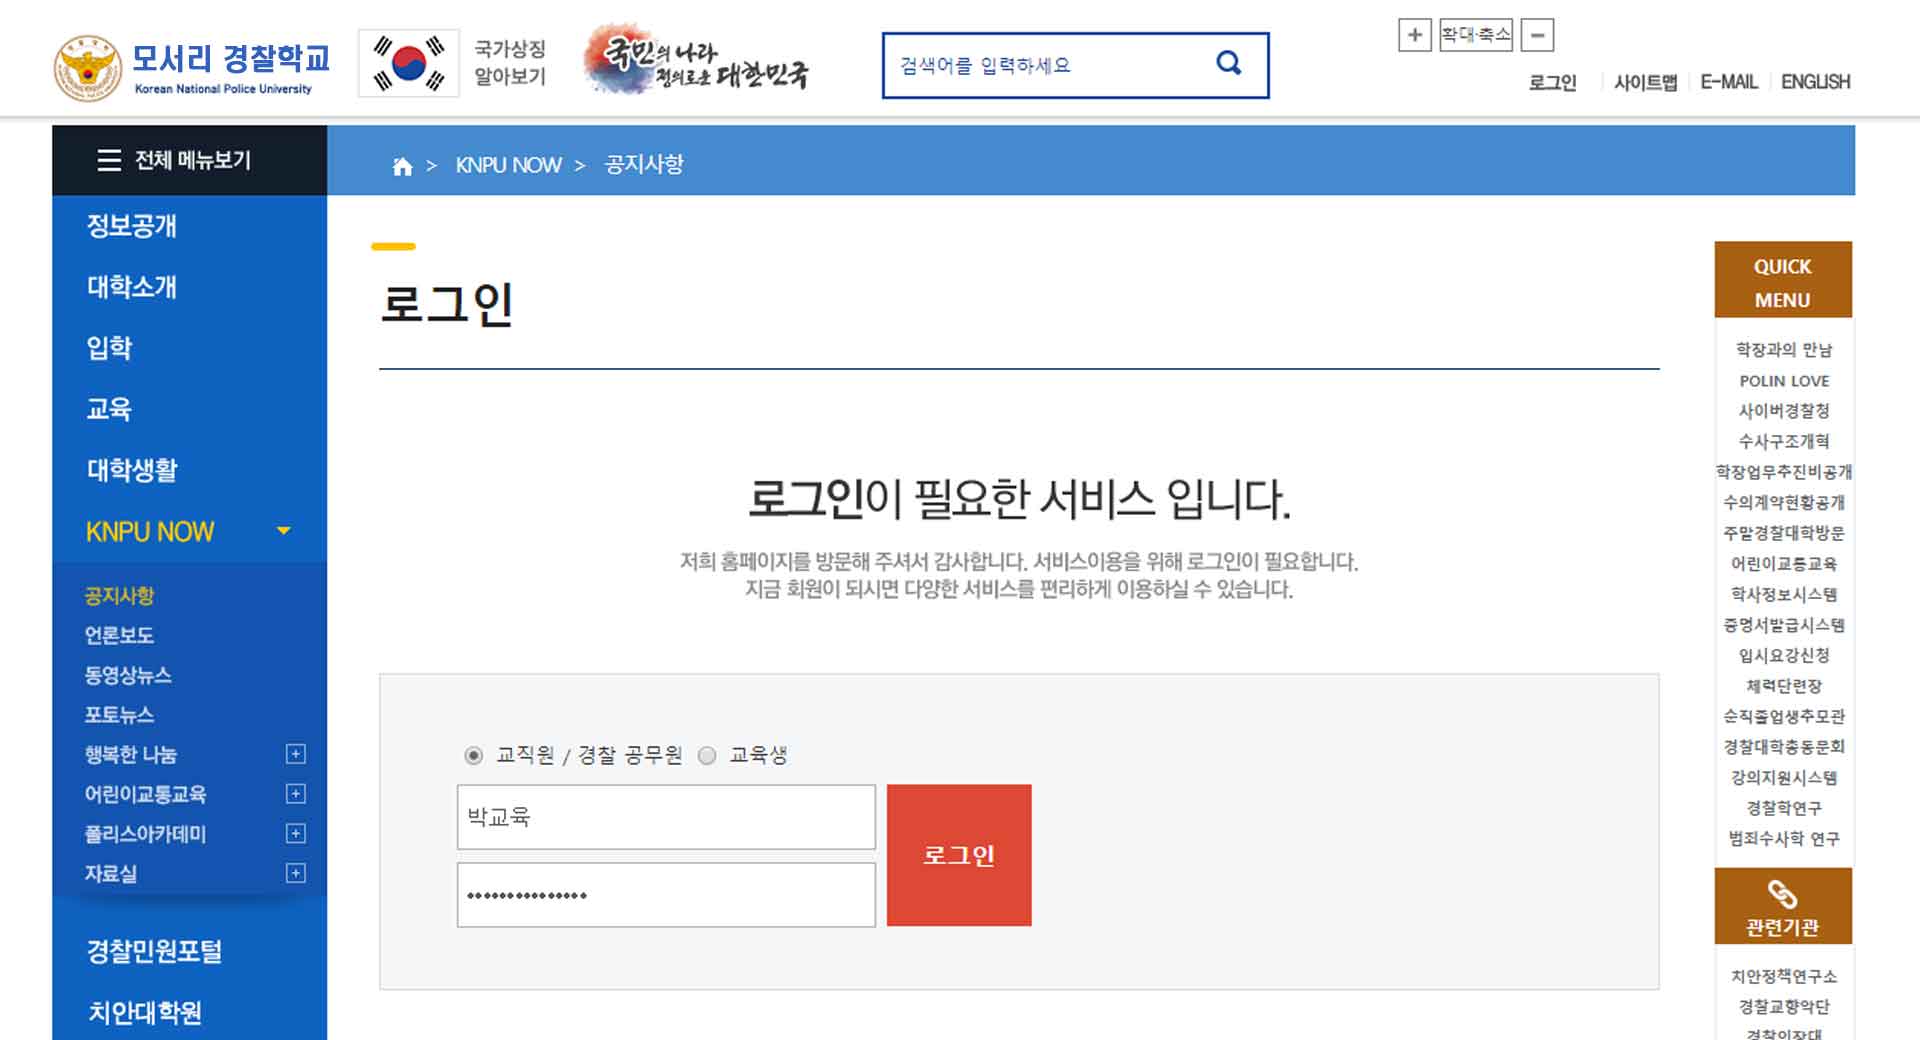 모서리 경찰학교
Korean National Police University
국가상징
알아보기
국민의 나라
정의로운 대한민국
검색어를 입력하세요
+ 확대·축소 −
로그인 사이트맵 E-MAIL ENGLISH
전체 메뉴보기
> KNPU NOW > 공지사항
정보공개
대학소개
입학
교육
대학생활
KNPU NOW
공지사항
언론보도
동영상뉴스
포토뉴스
행복한 나눔
어린이교통교육
폴리스아카데미
자료실
경찰민원포털
치안대학원
로그인
로그인이 필요한 서비스 입니다.
저희 홈페이지를 방문해 주셔서 감사합니다. 서비스이용을 위해 로그인이 필요합니다.
지금 회원이 되시면 다양한 서비스를 편리하게 이용하실 수 있습니다.
교직원 / 경찰 공무원 교육생
박교육
•••••••••••••••
로그인
QUICK
MENU
학장과의 만남
POLIN LOVE
사이버경찰청
수사구조개혁
학장업무추진비공개
수의계약현황공개
주말경찰대학방문
어린이교통교육
학사정보시스템
증명서발급시스템
입시요강신청
체력단련장
순직졸업생추모관
경찰대학총동문회
강의지원시스템
경찰학연구
범죄수사학 연구
관련기관
치안정책연구소
경찰교향악단